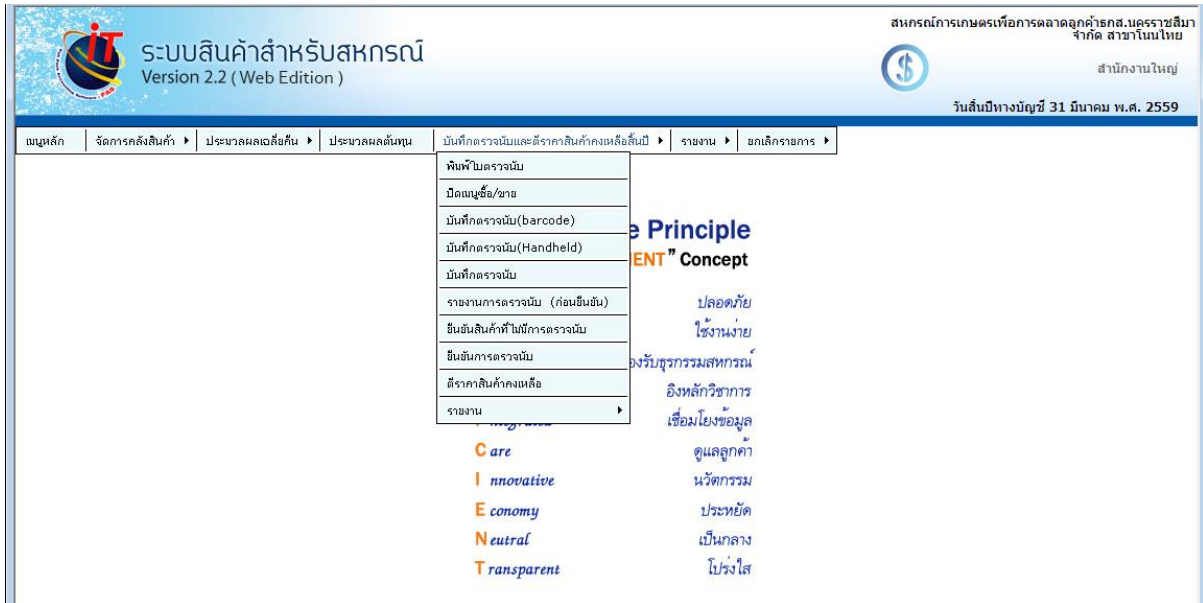 สหกรณ์การเกษตรเพื่อการตลาดลูกค้าธกส.นครราชสีมา
จำกัด สาขาโนนไทย
ระบบสินค้าสำหรับสหกรณ์
Version 2.2 ( Web Edition )
สำนักงานใหญ่
วันสิ้นปีทางบัญชี 31 มีนาคม พ.ศ. 2559
เมนูหลัก จัดการคลังสินค้า ประมวลผลเฉลี่ยคืน ประมวลผลต้นทุน บันทึกตรวจนับและตีราคาสินค้าคงเหลือสิ้นปี รายงาน ยกเลิกรายการ
พิมพ์ใบตรวจนับ
ปิดเมนูซื้อ/ขาย
บันทึกตรวจนับ(barcode)
บันทึกตรวจนับ(Handheld)
บันทึกตรวจนับ
รายงานการตรวจนับ (ก่อนยืนยัน)
ยืนยันสินค้าที่ไม่มีการตรวจนับ
ยืนยันการตรวจนับ
ตีราคาสินค้าคงเหลือ
รายงาน
e Principle
ENT" Concept
ปลอดภัย
ใช้งานง่าย
องรับธุรกรรมสหกรณ์
อิงหลักวิชาการ
เชื่อมโยงข้อมูล
Care ดูแลลูกค้า
Innovative นวัตกรรม
Economy ประหยัด
Neutral เป็นกลาง
Transparent โปร่งใส